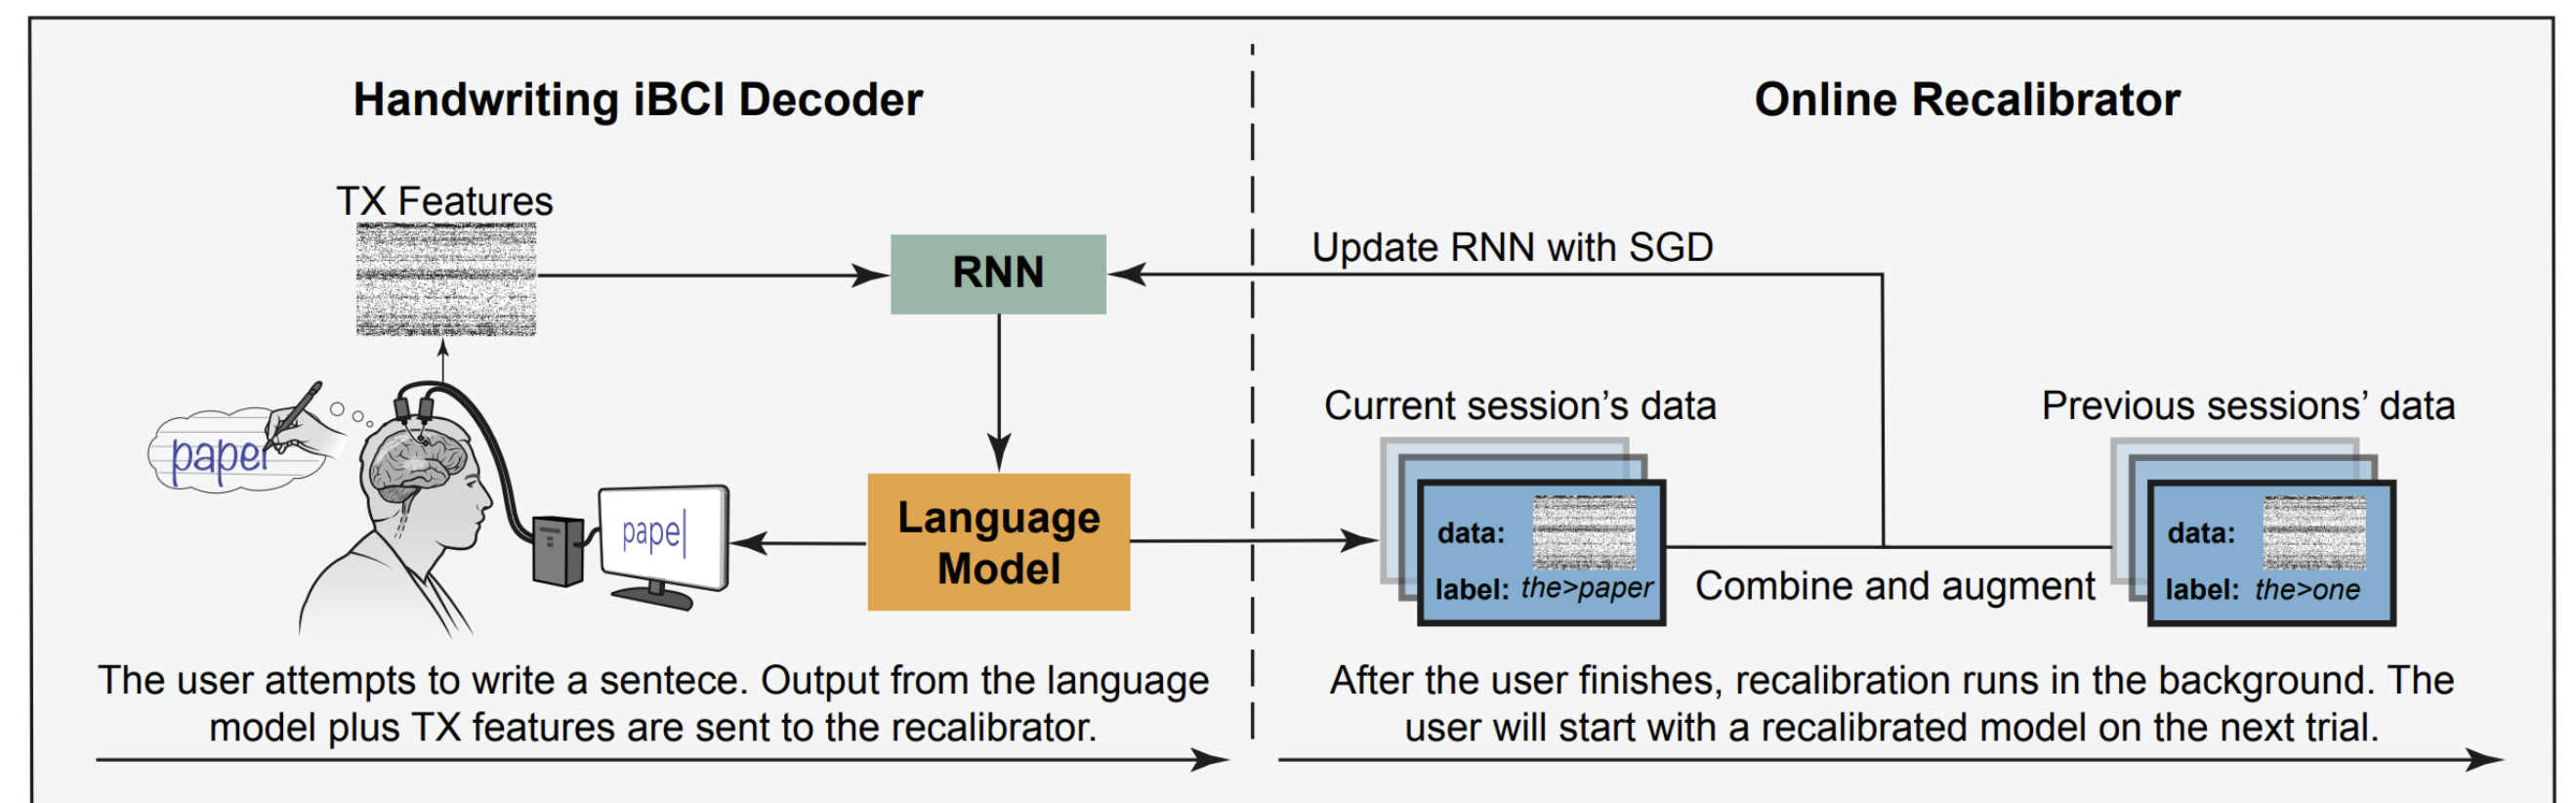 Handwriting iBCI Decoder
TX Features
RNN
Language
Model
paper
pape
The user attempts to write a sentece. Output from the language
model plus TX features are sent to the recalibrator.
Online Recalibrator
Update RNN with SGD
Current session's data
data:
label: the>paper
Combine and augment
Previous sessions' data
data:
label: the>one
After the user finishes, recalibration runs in the background. The
user will start with a recalibrated model on the next trial.